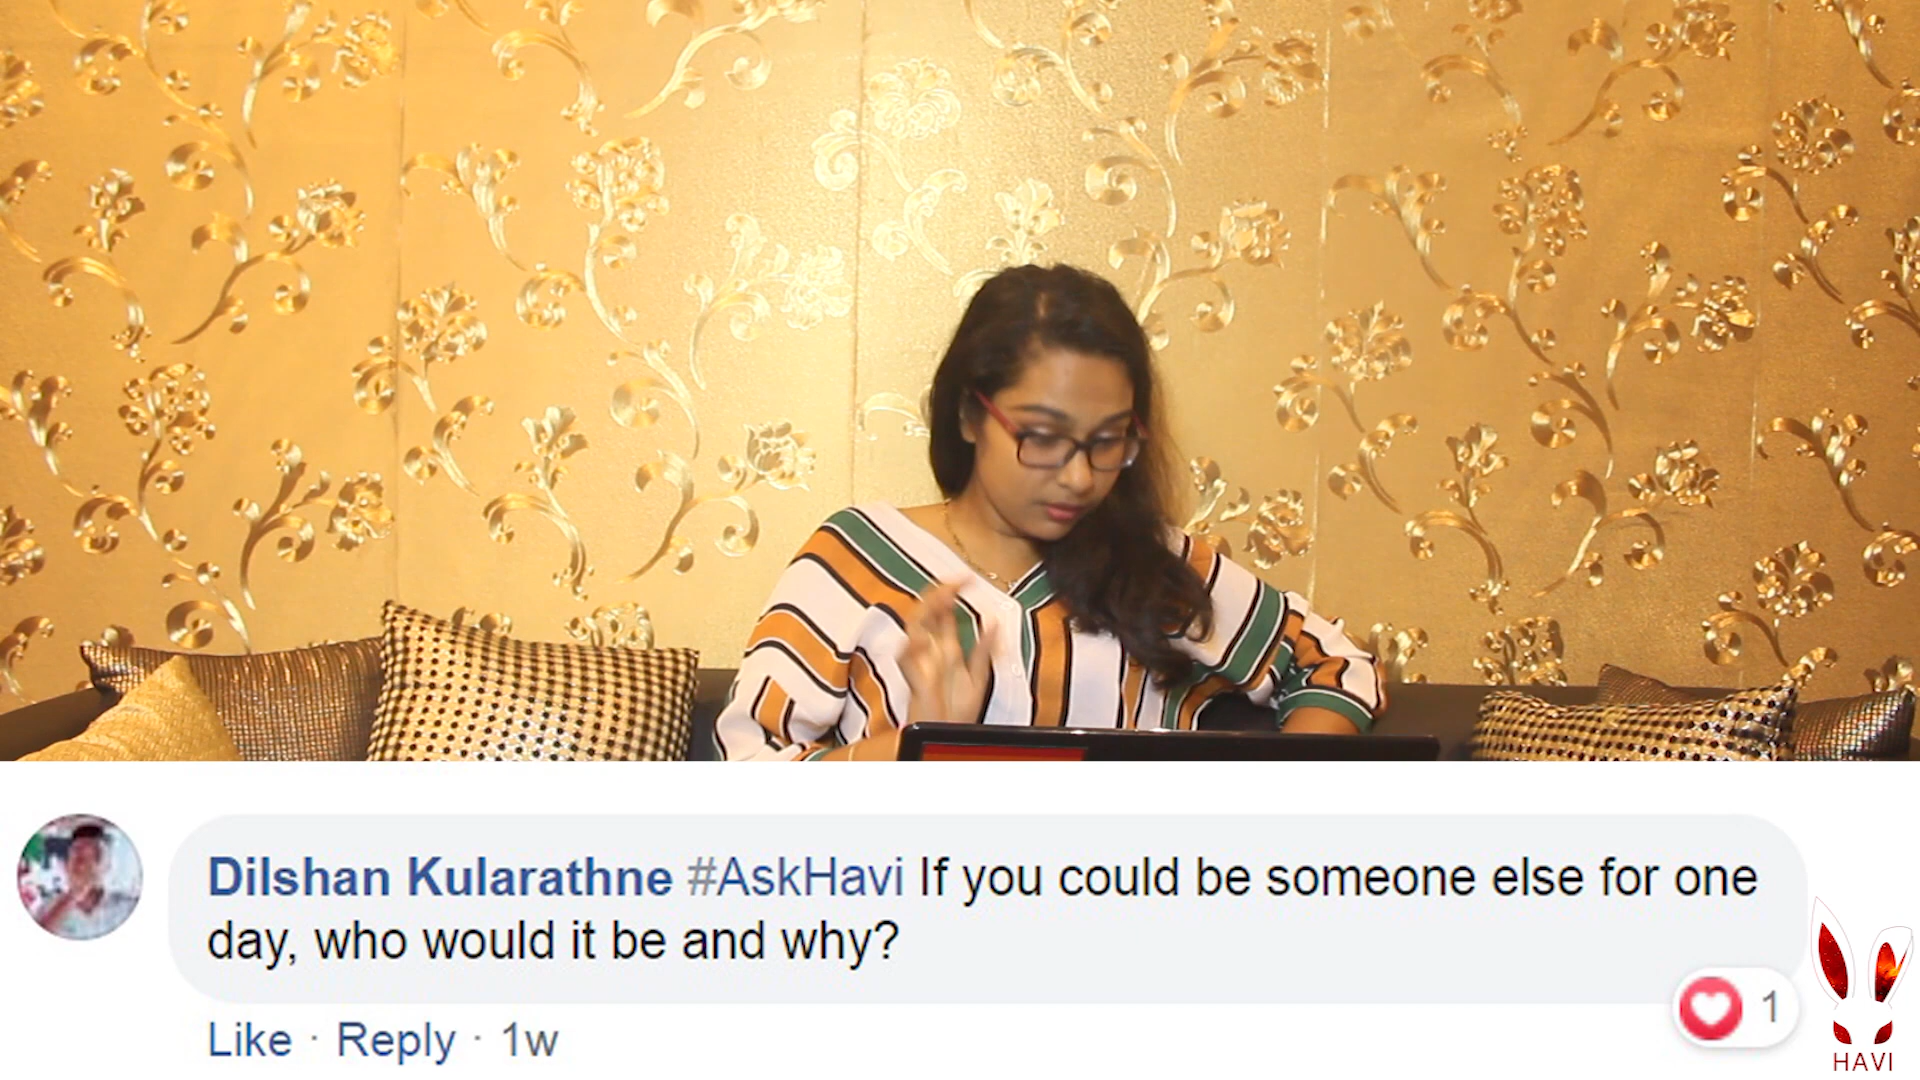 Dilshan Kularathne #AskHavi If you could be someone else for one
day, who would it be and why?
1
Like · Reply · 1w
HAVI